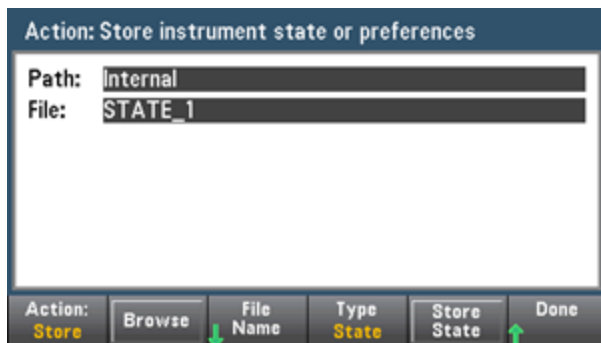 Action: Store instrument state or preferences
Path: Internal
File: STATE_1
Action: Store
Browse
File Name
Type State
Store State
Done